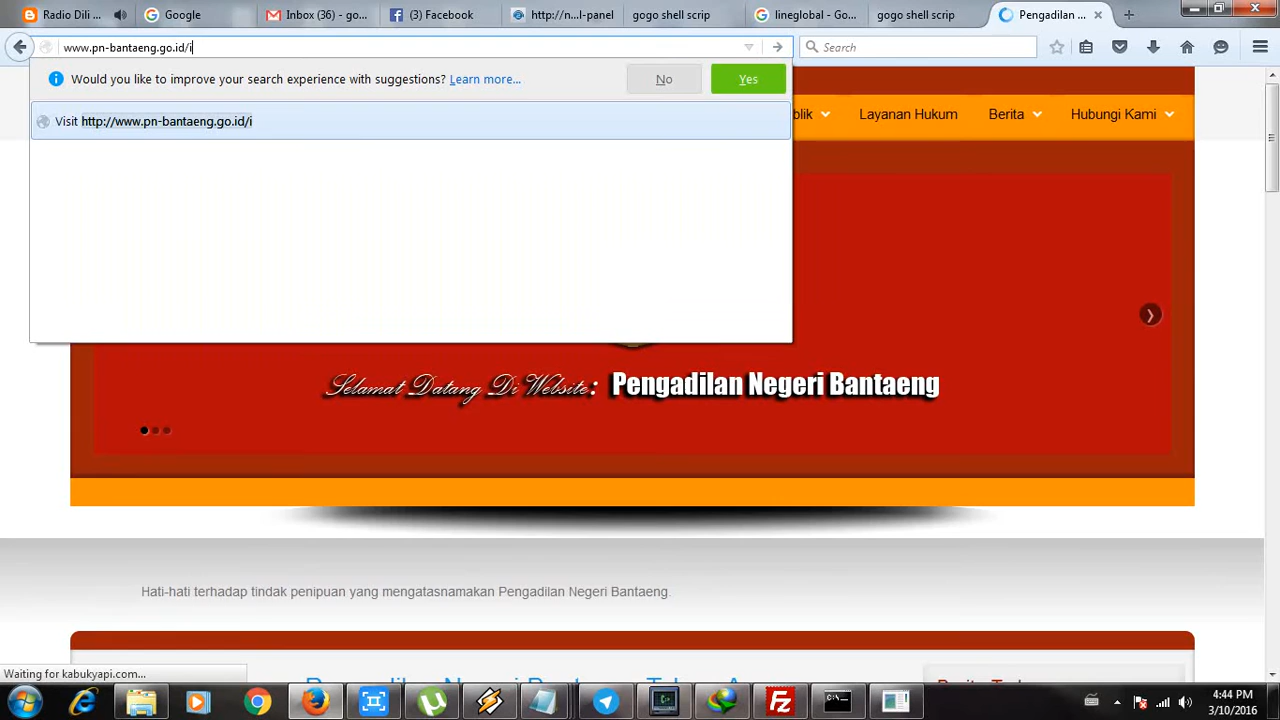 Radio Dili ...
Google
Inbox (36) - go...
(3) Facebook
http://...l-panel
gogo shell scrip
lineglobal - Go...
gogo shell scrip
Pengadilan ...
www.pn-bantaeng.go.id/i
Search
Would you like to improve your search experience with suggestions? Learn more...
No
Yes
Visit http://www.pn-bantaeng.go.id/i
blik
Layanan Hukum
Berita
Hubungi Kami
Selamat Datang Di Website: Pengadilan Negeri Bantaeng
Hati-hati terhadap tindak penipuan yang mengatasnamakan Pengadilan Negeri Bantaeng.
Waiting for kabukyapi.com...
4:44 PM
3/10/2016